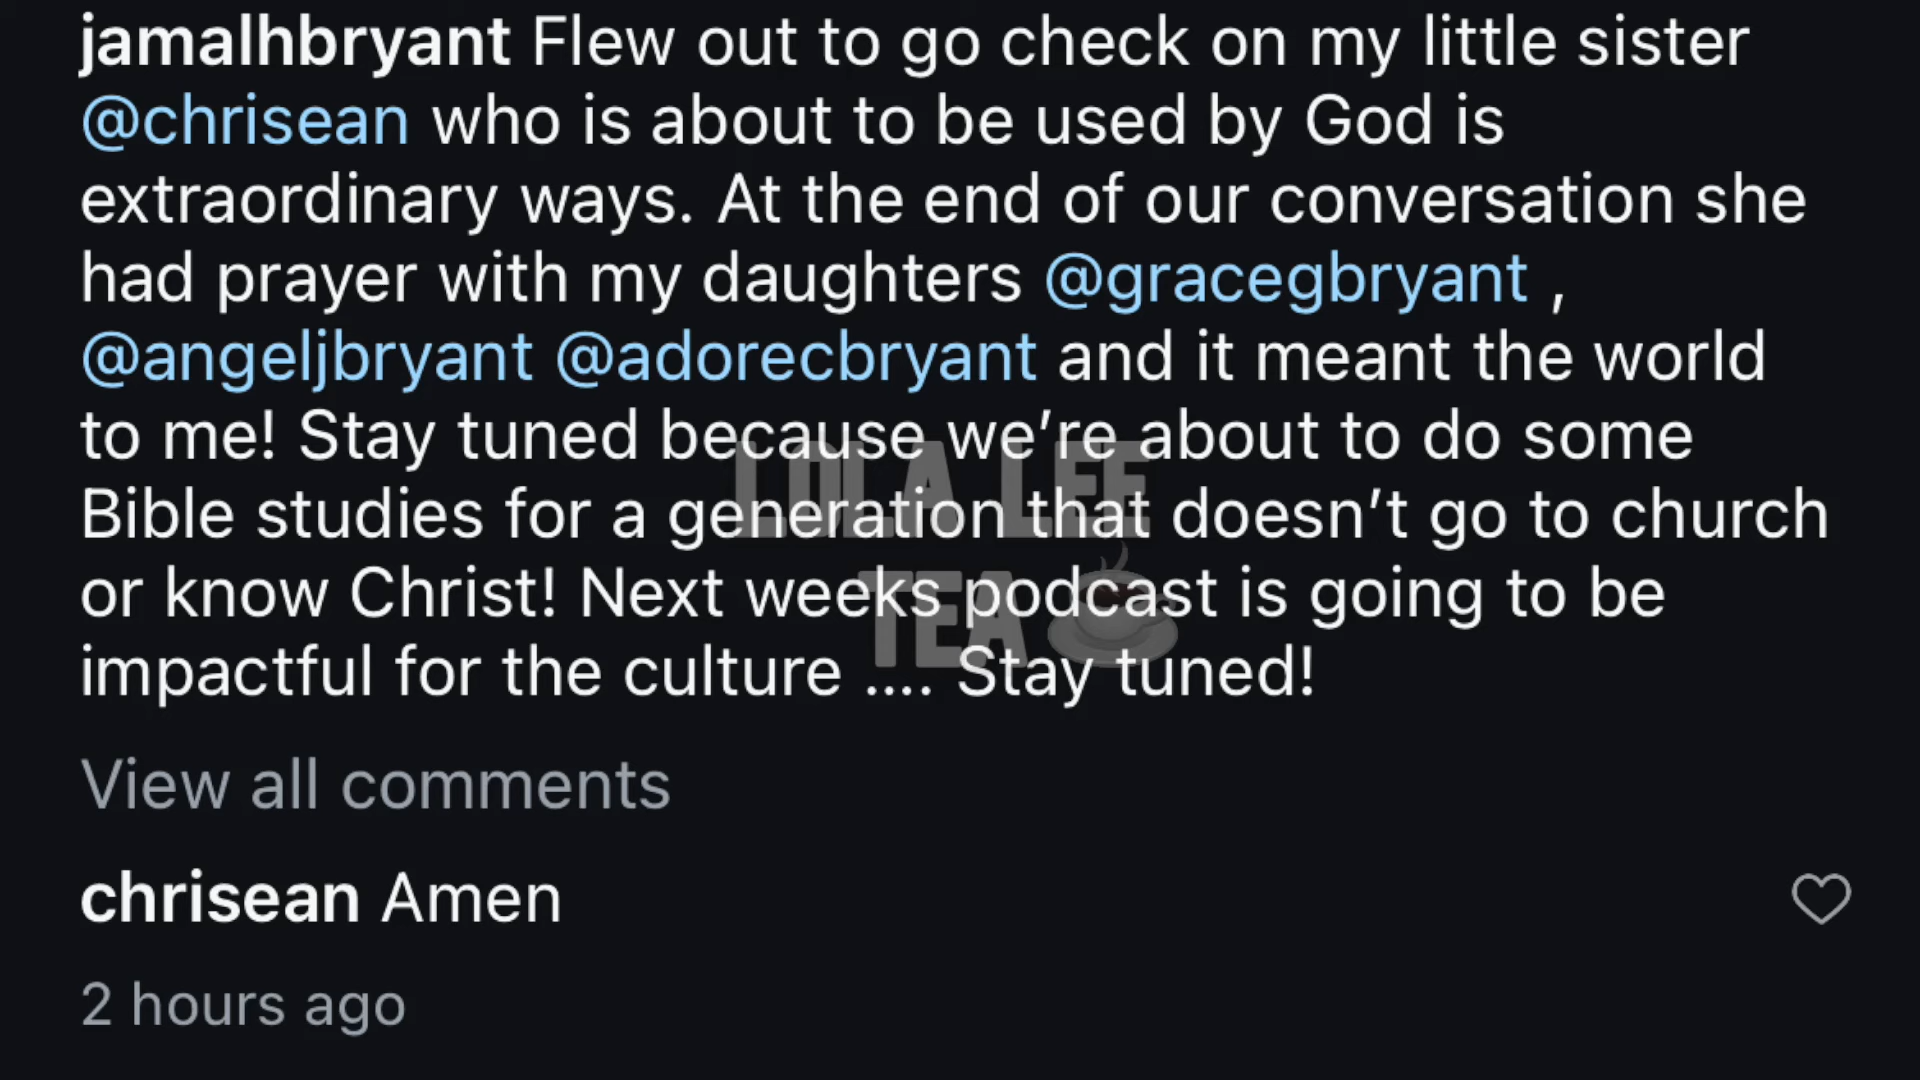 jamalhbryant Flew out to go check on my little sister
@chrisean who is about to be used by God is
extraordinary ways. At the end of our conversation she
had prayer with my daughters @gracegbryant ,
@angeljbryant @adorecbryant and it meant the world
to me! Stay tuned because we’re about to do some
Bible studies for a generation that doesn’t go to church
or know Christ! Next weeks podcast is going to be
impactful for the culture .... Stay tuned!
LOLA LEE
TEA
View all comments
chrisean Amen
2 hours ago